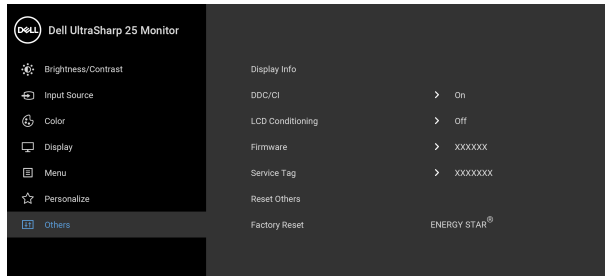 DELL Dell UltraSharp 25 Monitor
Brightness/Contrast
Input Source
Color
Display
Menu
Personalize
Others
Display Info
DDC/CI > On
LCD Conditioning > Off
Firmware > XXXXXX
Service Tag > XXXXXXX
Reset Others
Factory Reset ENERGY STAR®